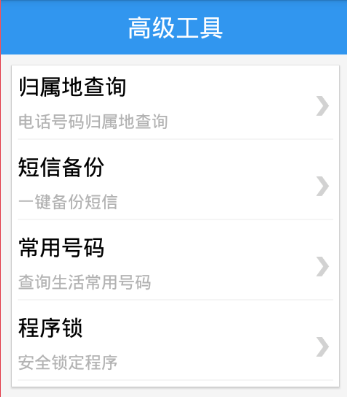 高级工具
归属地查询
电话号码归属地查询
短信备份
一键备份短信
常用号码
查询生活常用号码
程序锁
安全锁定程序